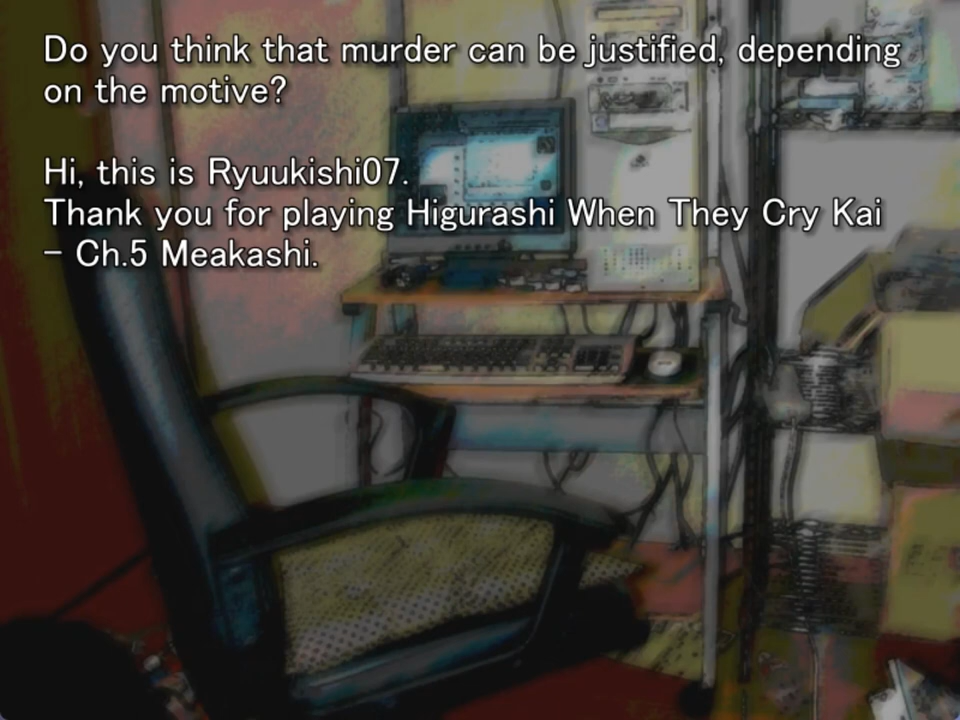 Do you think that murder can be justified, depending
on the motive?
Hi, this is Ryuukishi07.
Thank you for playing Higurashi When They Cry Kai
– Ch.5 Meakashi.